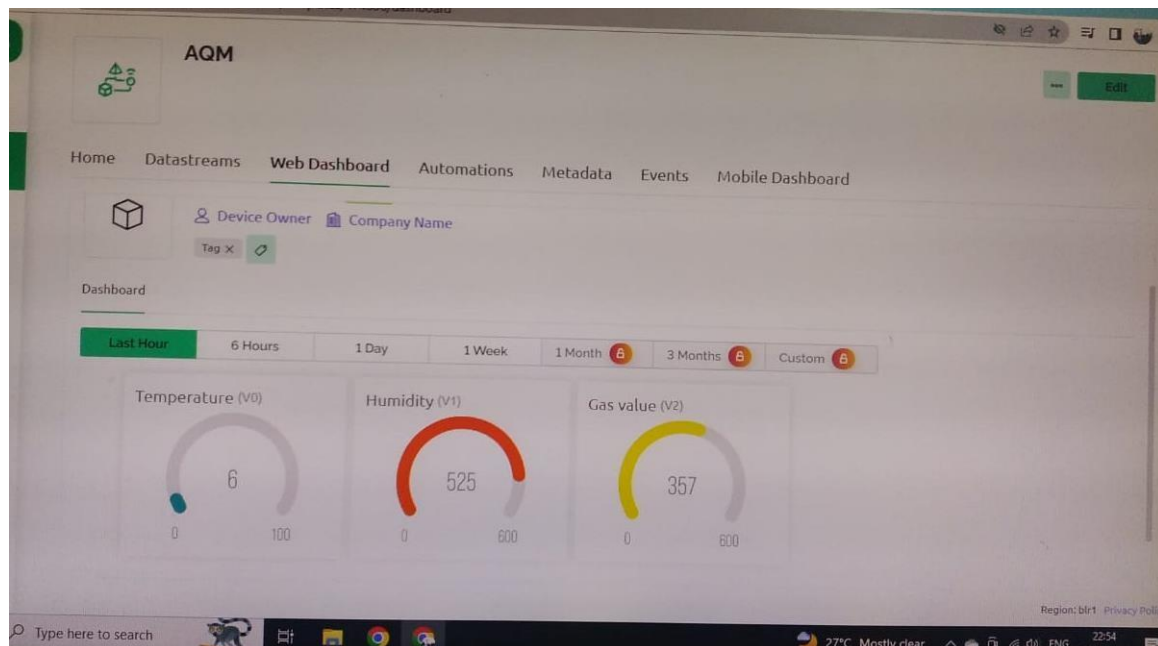 AQM
Edit
Home Datastreams Web Dashboard Automations Metadata Events Mobile Dashboard
Device Owner Company Name
Tag ×
Dashboard
Last Hour 6 Hours 1 Day 1 Week 1 Month 3 Months Custom
Temperature (V0) Humidity (V1) Gas value (V2)
6 525 357
0 100 0 600 0 600
Region: blr1 Privacy Poli
Type here to search 27°C Mostly clear ENG 22:54